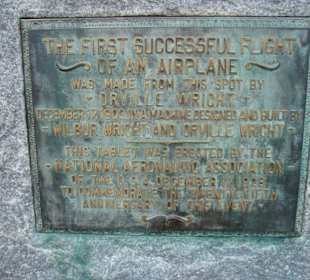 THE FIRST SUCCESSFUL FLIGHT
OF AN AIRPLANE
WAS MADE FROM THIS SPOT BY
ORVILLE WRIGHT
DECEMBER 17, 1903 IN A MACHINE DESIGNED AND BUILT BY
WILBUR WRIGHT AND ORVILLE WRIGHT
THIS TABLET WAS ERECTED BY THE
NATIONAL AERONAUTIC ASSOCIATION
OF THE U.S.A. DECEMBER 17, 1928
TO COMMEMORATE THE TWENTY-FIFTH
ANNIVERSARY OF THIS EVENT